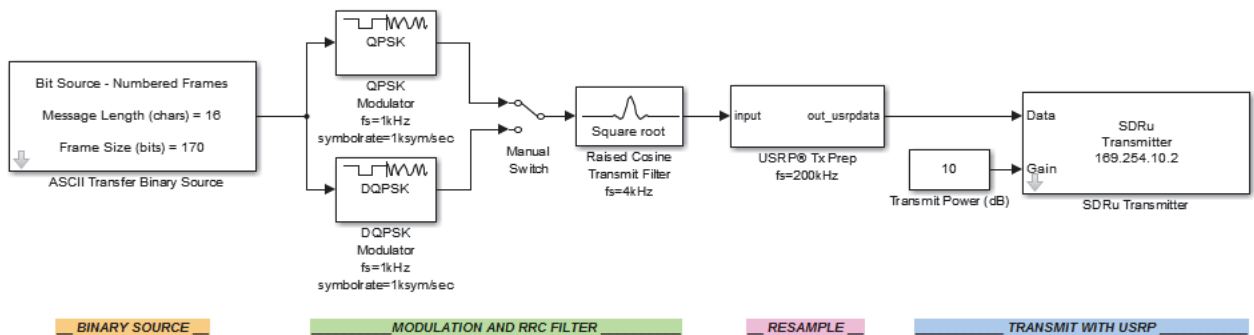 Bit Source - Numbered Frames
Message Length (chars) = 16
Frame Size (bits) = 170
ASCII Transfer Binary Source
QPSK
QPSK
Modulator
fs=1kHz
symbolrate=1ksym/sec
DQPSK
DQPSK
Modulator
fs=1kHz
symbolrate=1ksym/sec
Manual
Switch
Square root
Raised Cosine
Transmit Filter
fs=4kHz
input out_usrpdata
USRP® Tx Prep
fs=200kHz
10
Transmit Power (dB)
Data
Gain
SDRu
Transmitter
169.254.10.2
SDRu Transmitter
BINARY SOURCE
MODULATION AND RRC FILTER
RESAMPLE
TRANSMIT WITH USRP